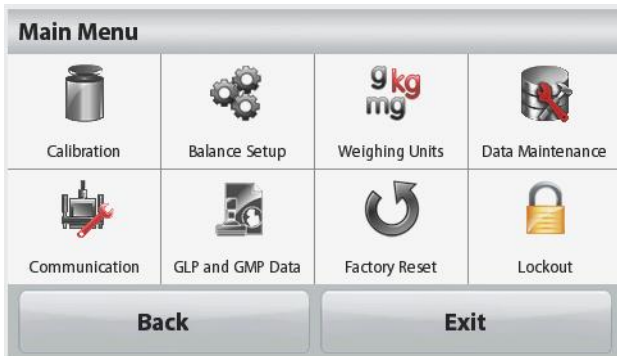 Main Menu
g kg
mg
Calibration
Balance Setup
Weighing Units
Data Maintenance
Communication
GLP and GMP Data
Factory Reset
Lockout
Back
Exit